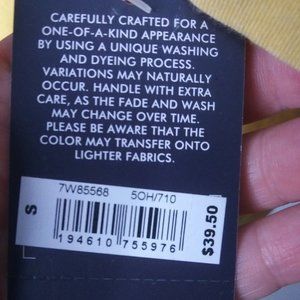 CAREFULLY CRAFTED FOR A
ONE-OF-A-KIND APPEARANCE
BY USING A UNIQUE WASHING
AND DYEING PROCESS.
VARIATIONS MAY NATURALLY
OCCUR. HANDLE WITH EXTRA
CARE, AS THE FADE AND WASH
MAY CHANGE OVER TIME.
PLEASE BE AWARE THAT THE
COLOR MAY TRANSFER ONTO
LIGHTER FABRICS.
7W85568 5OH/710
S
$39.50
194610 755976